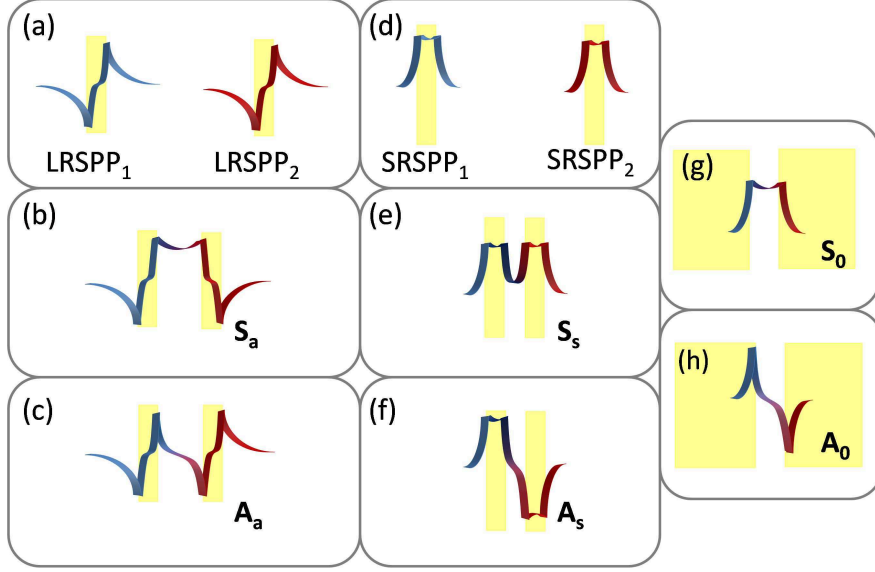 (a)
LRSPP₁ LRSPP₂
(b)
Sₐ
(c)
Aₐ
(d)
SRSPP₁ SRSPP₂
(e)
Sₛ
(f)
Aₛ
(g)
S₀
(h)
A₀